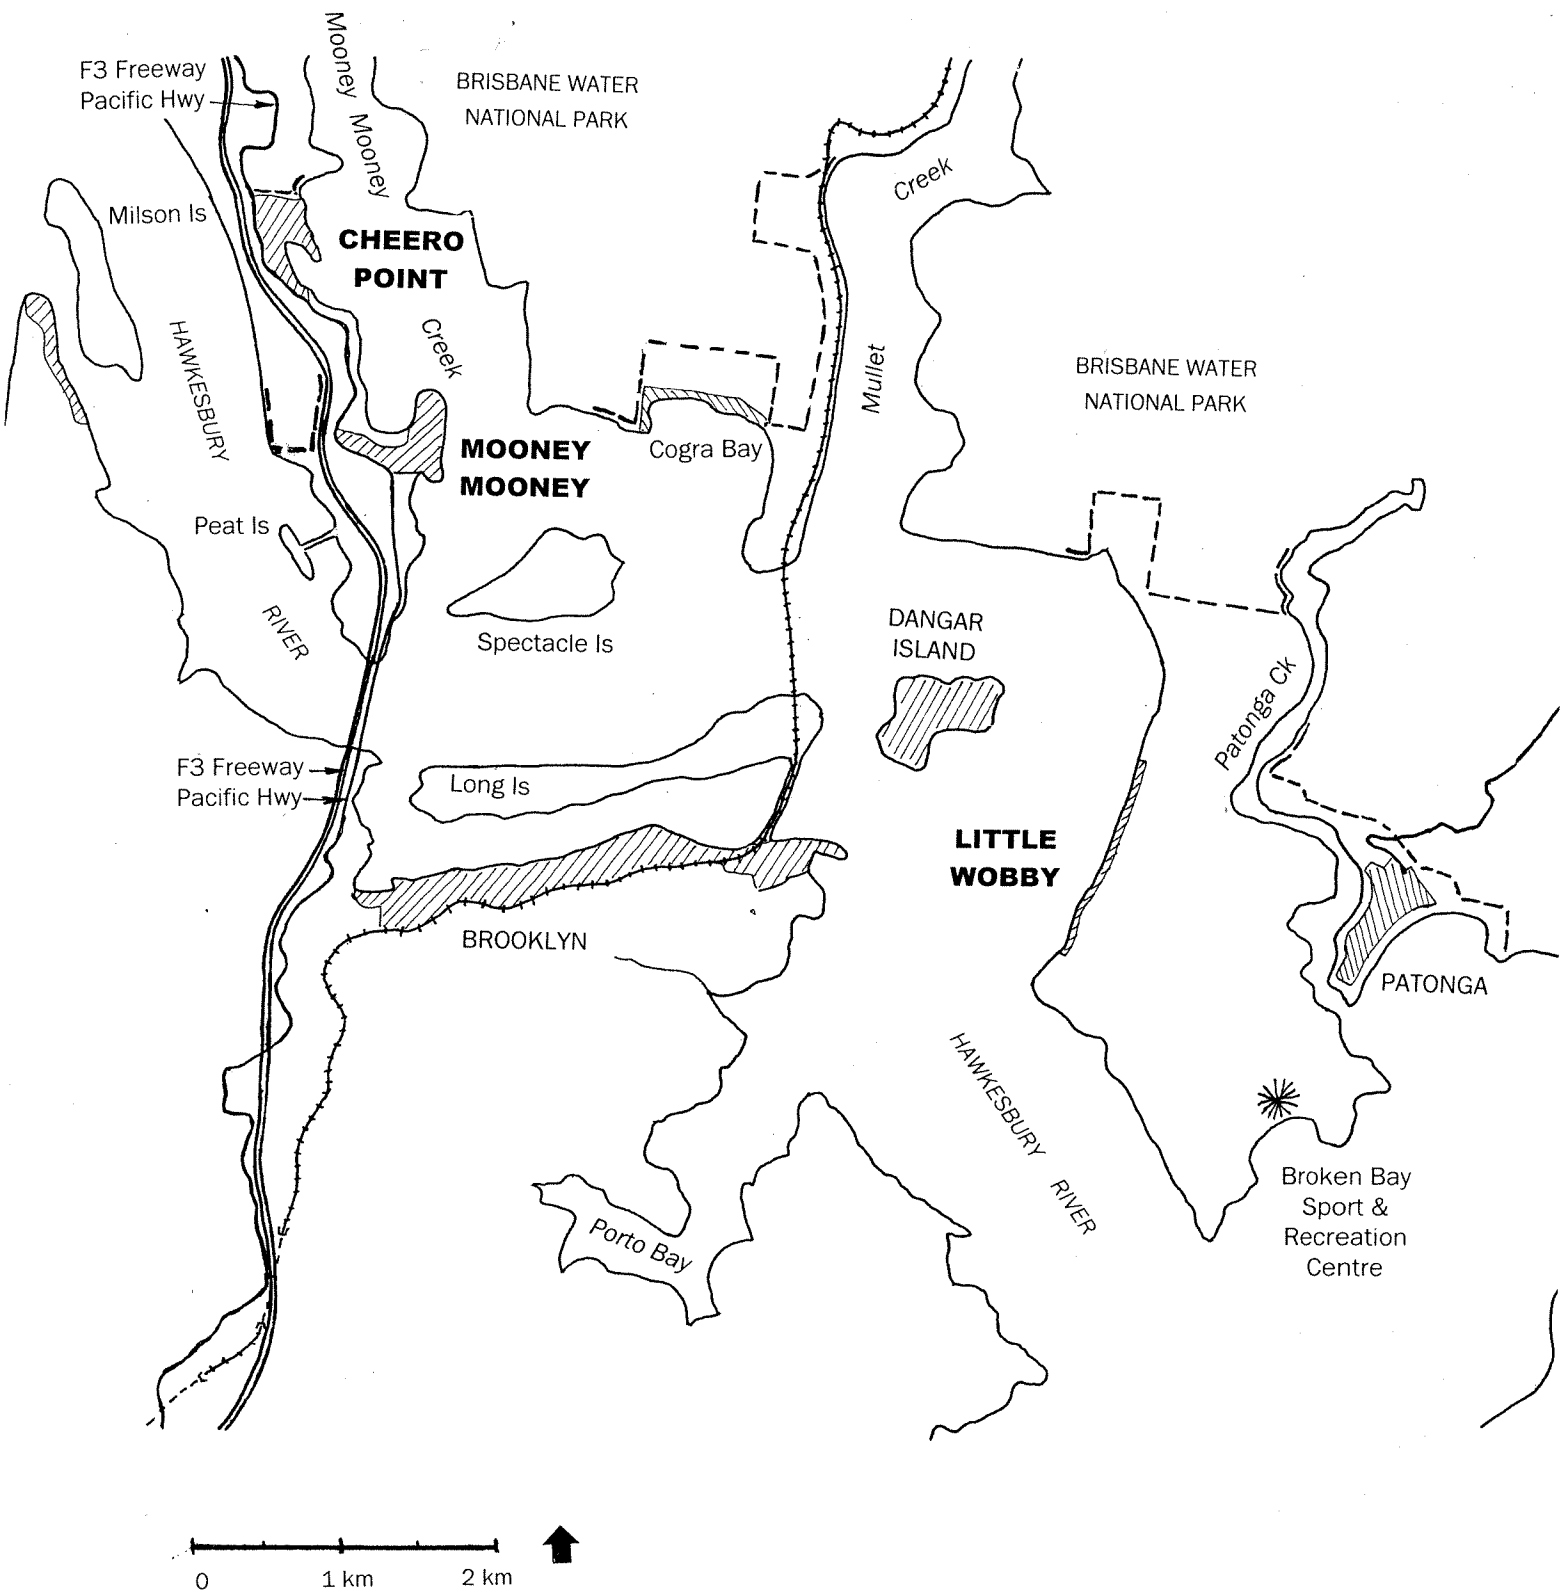 F3 Freeway
Pacific Hwy
Mooney Mooney
BRISBANE WATER
NATIONAL PARK
Creek
Milson Is
CHEERO
POINT
HAWKESBURY
Creek
Mullet
BRISBANE WATER
NATIONAL PARK
MOONEY
MOONEY
Cogra Bay
Peat Is
RIVER
Spectacle Is
DANGAR
ISLAND
Patonga Ck
F3 Freeway
Pacific Hwy
Long Is
LITTLE
WOBBY
BROOKLYN
PATONGA
HAWKESBURY RIVER
Porto Bay
Broken Bay
Sport &
Recreation
Centre
0 1 km 2 km